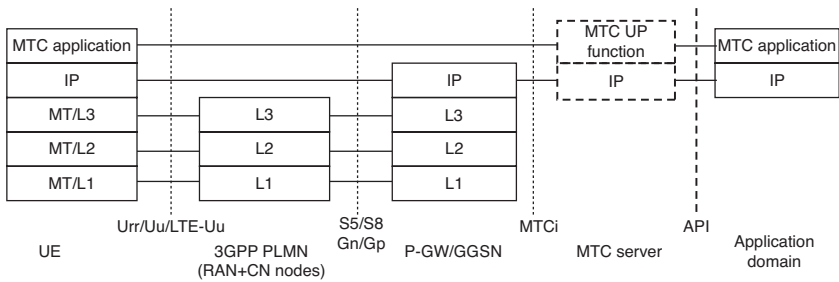 MTC application
MTC UP
function
MTC application
IP
IP
IP
IP
MT/L3
L3
L3
MT/L2
L2
L2
MT/L1
L1
L1
Urr/Uu/LTE-Uu
S5/S8
Gn/Gp
MTCi
API
UE
3GPP PLMN
(RAN+CN nodes)
P-GW/GGSN
MTC server
Application
domain